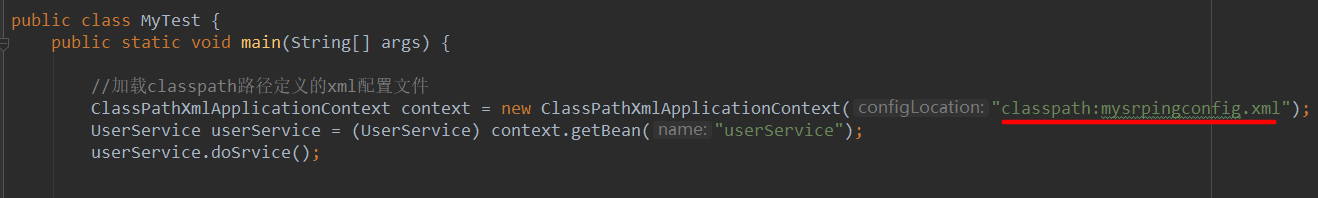 public class MyTest {
public static void main(String[] args) {
//加载classpath路径定义的xml配置文件
ClassPathXmlApplicationContext context = new ClassPathXmlApplicationContext( configLocation: "classpath:mysrpingconfig.xml");
UserService userService = (UserService) context.getBean( name: "userService");
userService.doSrvice();